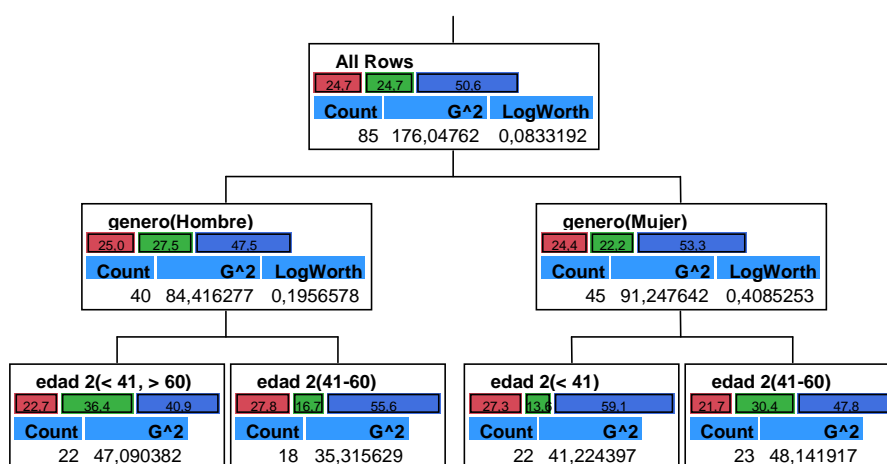 All Rows
24,7 24,7 50,6
Count G^2 LogWorth
85 176,04762 0,0833192
genero(Hombre)
25,0 27,5 47,5
Count G^2 LogWorth
40 84,416277 0,1956578
genero(Mujer)
24,4 22,2 53,3
Count G^2 LogWorth
45 91,247642 0,4085253
edad 2(< 41, > 60)
22,7 36,4 40,9
Count G^2
22 47,090382
edad 2(41-60)
27,8 16,7 55,6
Count G^2
18 35,315629
edad 2(< 41)
27,3 13,6 59,1
Count G^2
22 41,224397
edad 2(41-60)
21,7 30,4 47,8
Count G^2
23 48,141917